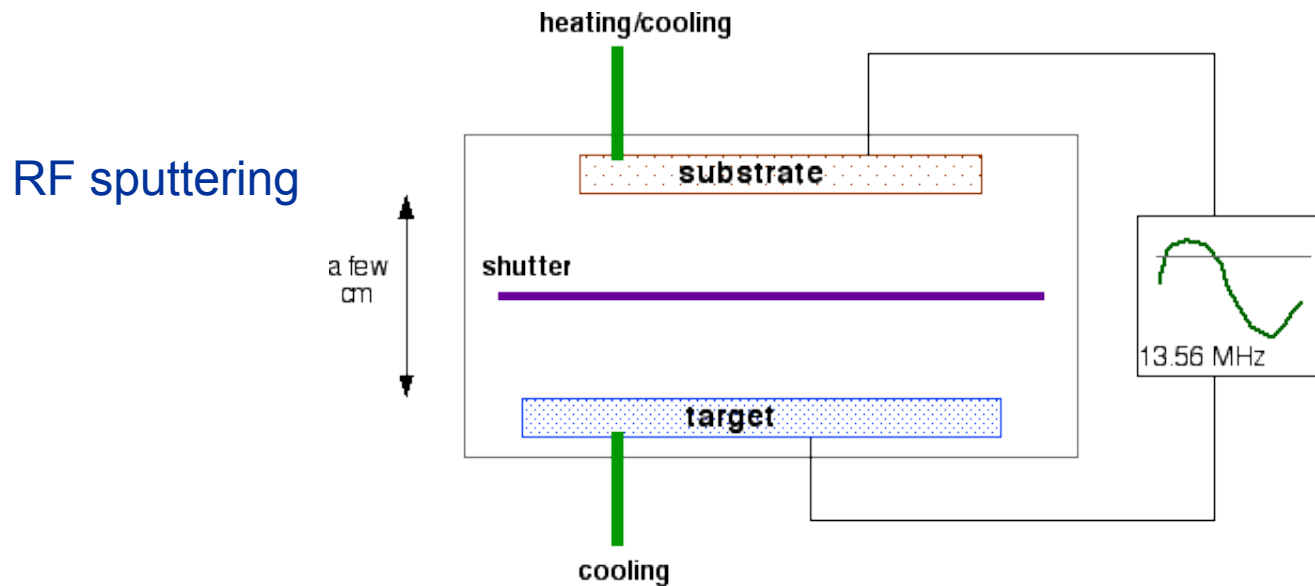 heating/cooling
RF sputtering
substrate
a few
cm
shutter
13.56 MHz
target
cooling